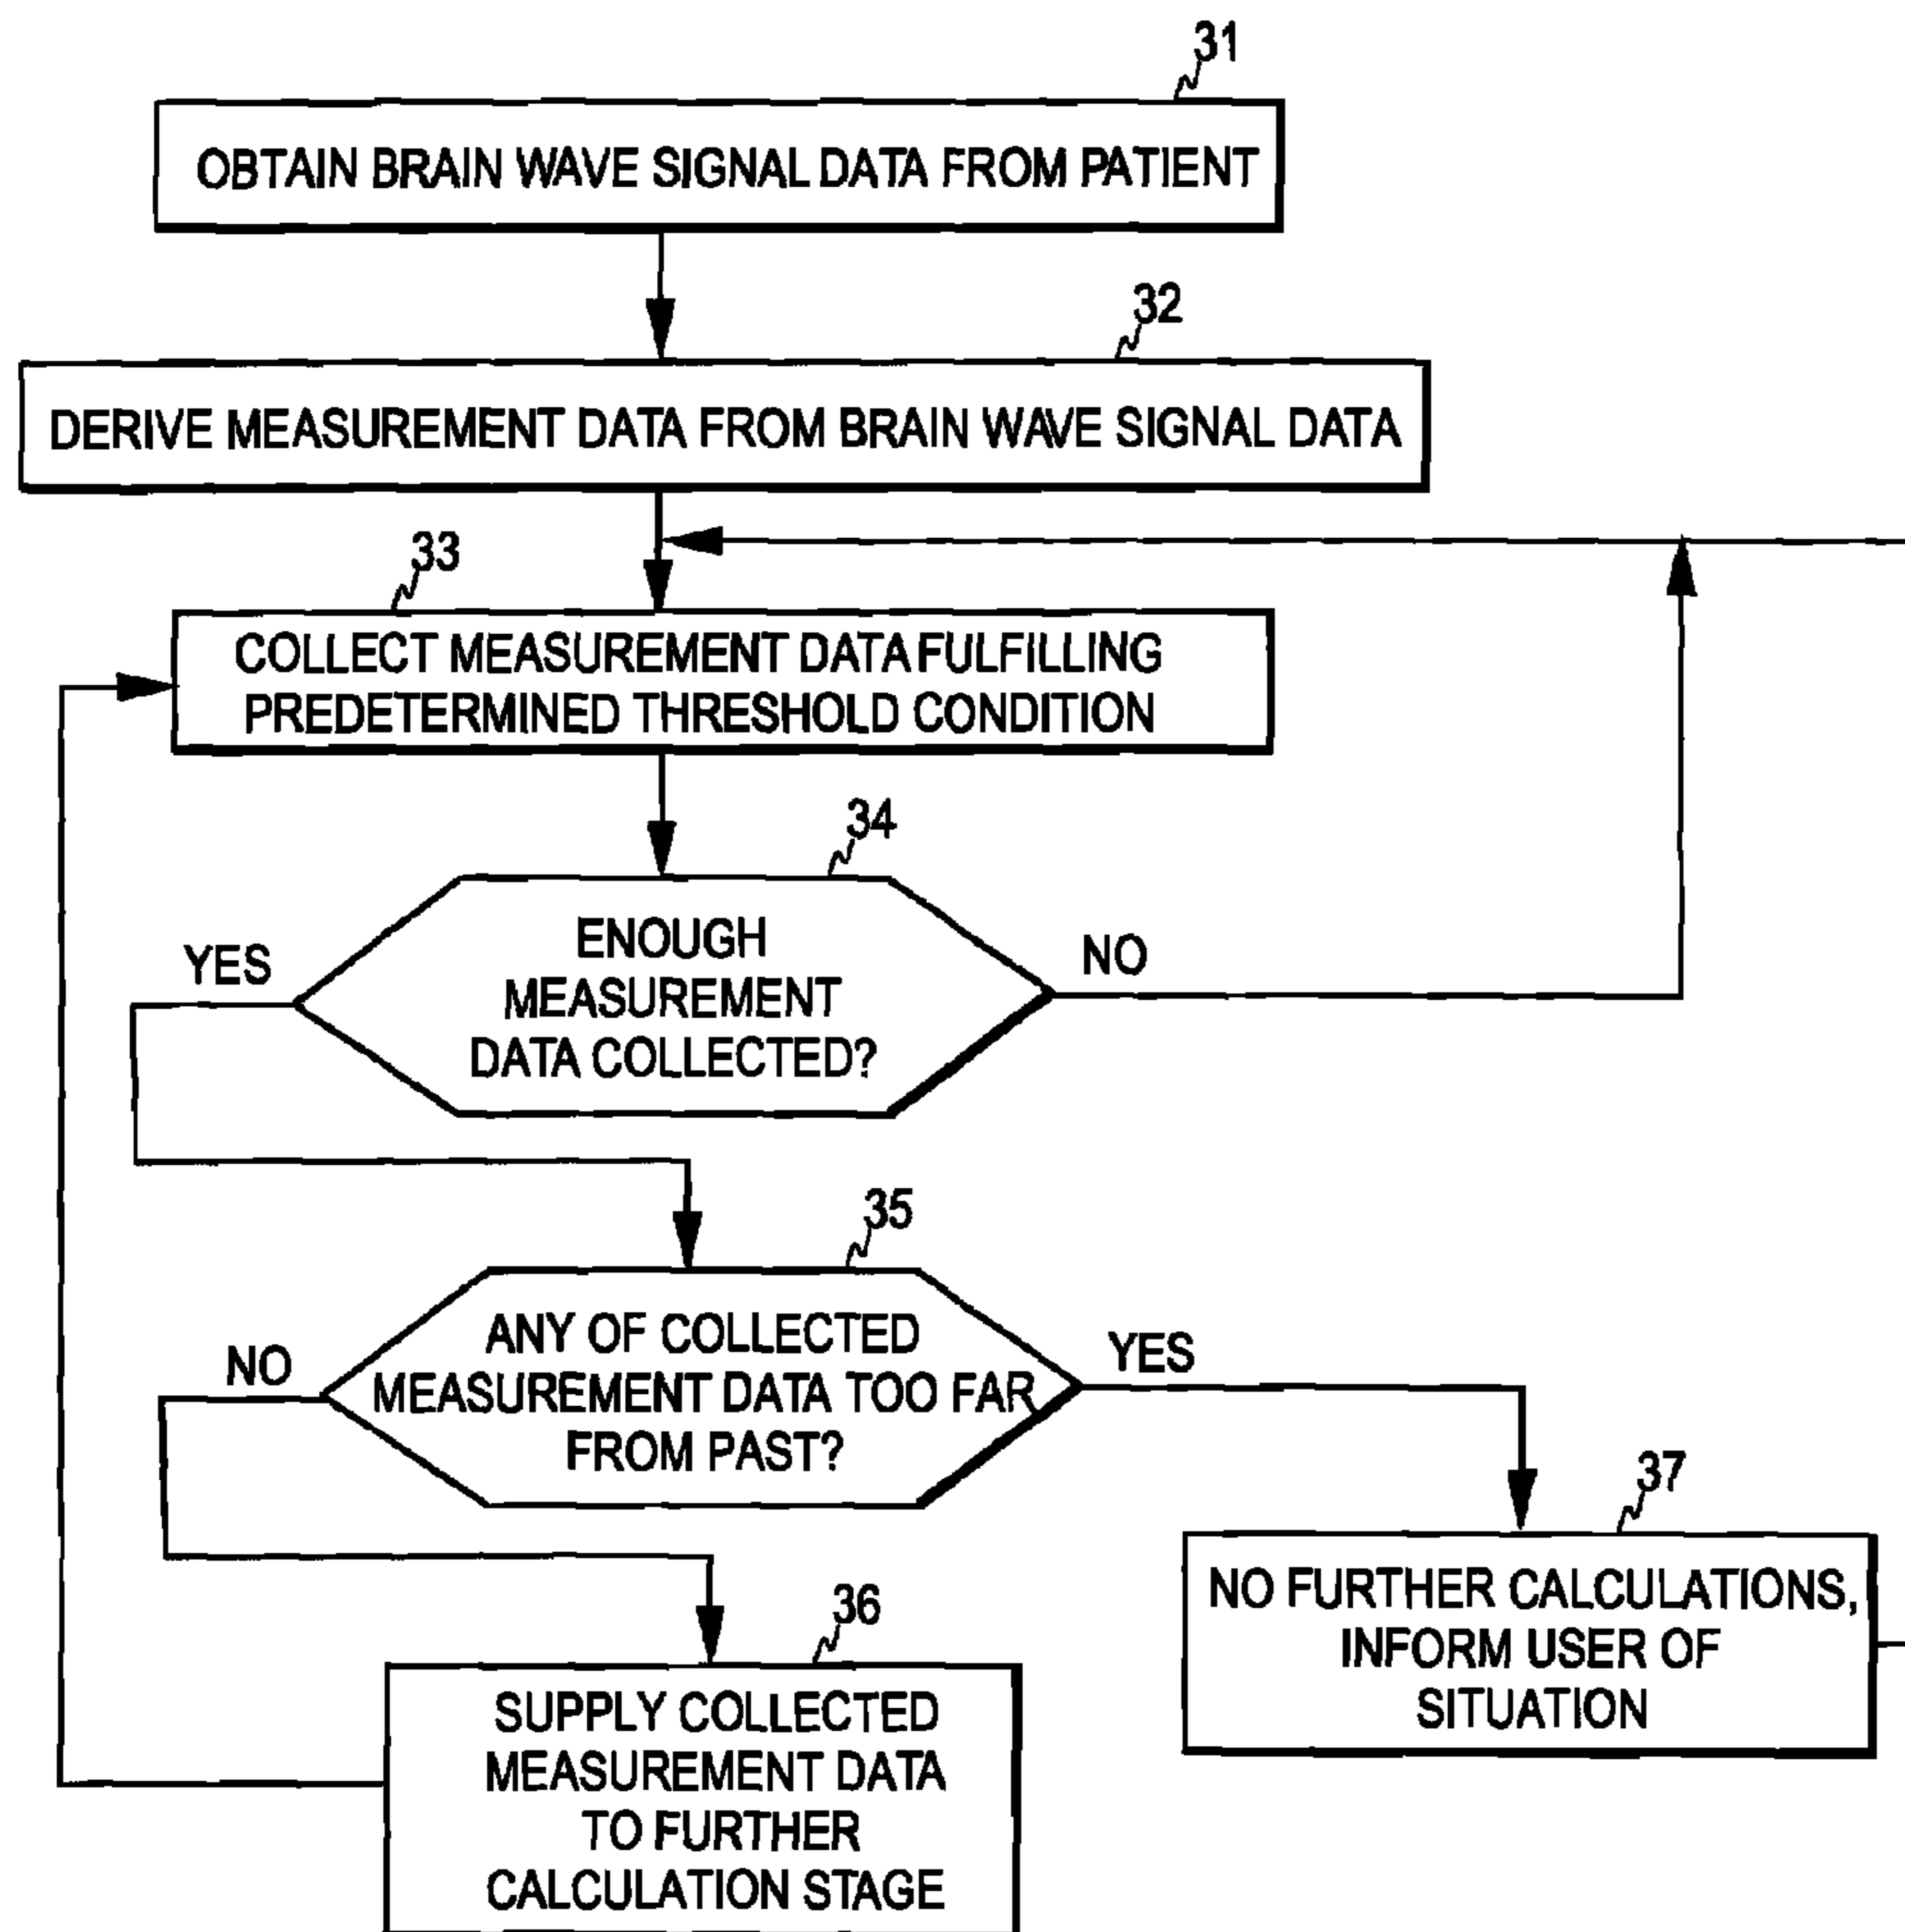 31
OBTAIN BRAIN WAVE SIGNAL DATA FROM PATIENT
32
DERIVE MEASUREMENT DATA FROM BRAIN WAVE SIGNAL DATA
33
COLLECT MEASUREMENT DATA FULFILLING
PREDETERMINED THRESHOLD CONDITION
34
YES
ENOUGH
MEASUREMENT
DATA COLLECTED?
NO
35
NO
ANY OF COLLECTED
MEASUREMENT DATA TOO FAR
FROM PAST?
YES
37
NO FURTHER CALCULATIONS,
INFORM USER OF
SITUATION
36
SUPPLY COLLECTED
MEASUREMENT DATA
TO FURTHER
CALCULATION STAGE